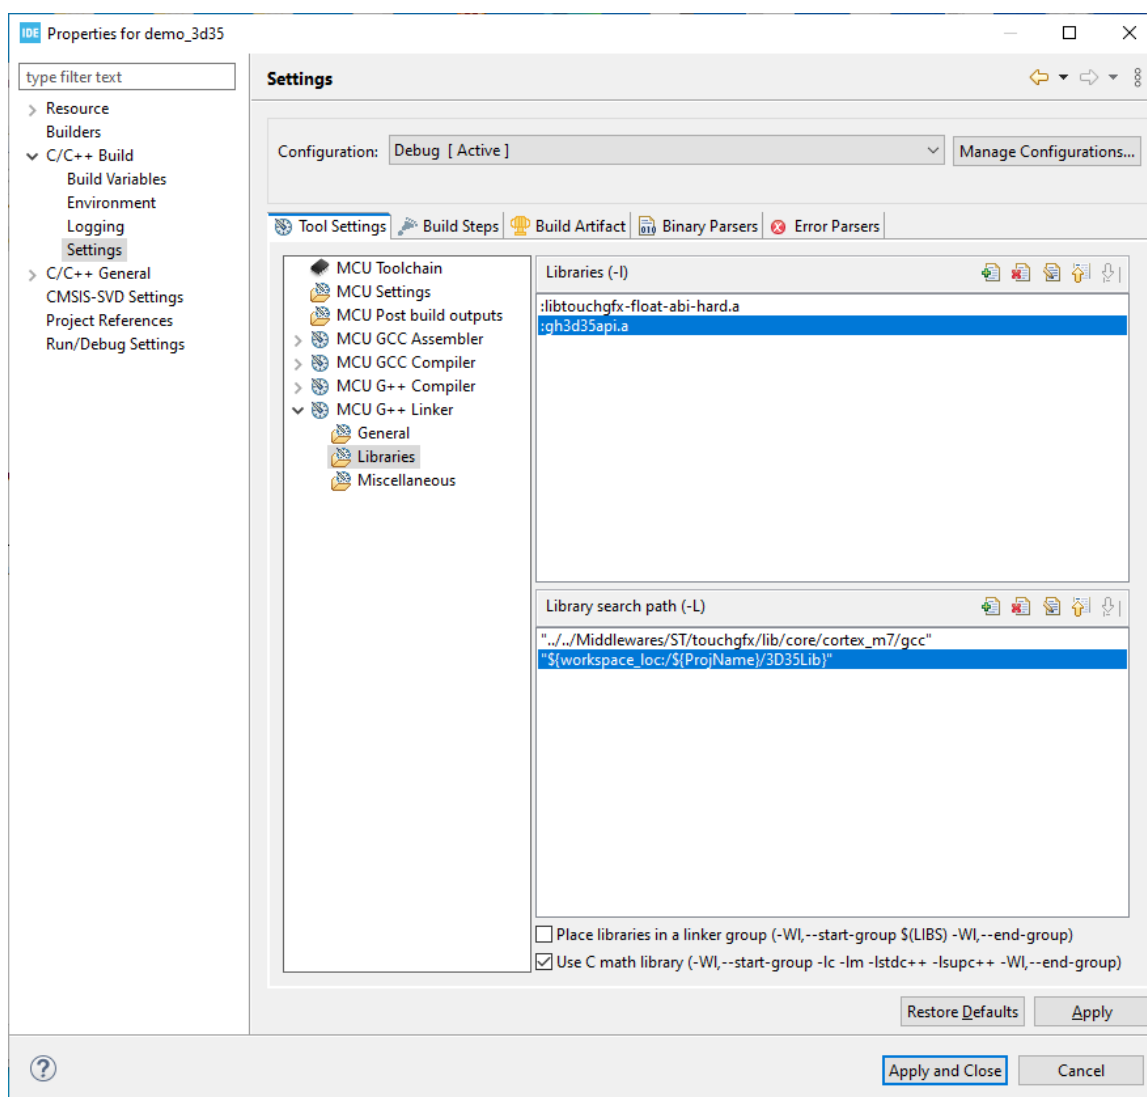 IDE Properties for demo_3d35
type filter text
Resource
Builders
C/C++ Build
Build Variables
Environment
Logging
Settings
C/C++ General
CMSIS-SVD Settings
Project References
Run/Debug Settings
Settings
Configuration: Debug [ Active ] Manage Configurations...
Tool Settings Build Steps Build Artifact 010 Binary Parsers Error Parsers
MCU Toolchain
MCU Settings
MCU Post build outputs
MCU GCC Assembler
MCU GCC Compiler
MCU G++ Compiler
MCU G++ Linker
General
Libraries
Miscellaneous
Libraries (-l)
:libtouchgfx-float-abi-hard.a
:gh3d35api.a
Library search path (-L)
"../../Middlewares/ST/touchgfx/lib/core/cortex_m7/gcc"
"${workspace_loc:/${ProjName}/3D35Lib}"
Place libraries in a linker group (-Wl,--start-group $(LIBS) -Wl,--end-group)
Use C math library (-Wl,--start-group -lc -lm -lstdc++ -lsupc++ -Wl,--end-group)
Restore Defaults Apply
? Apply and Close Cancel